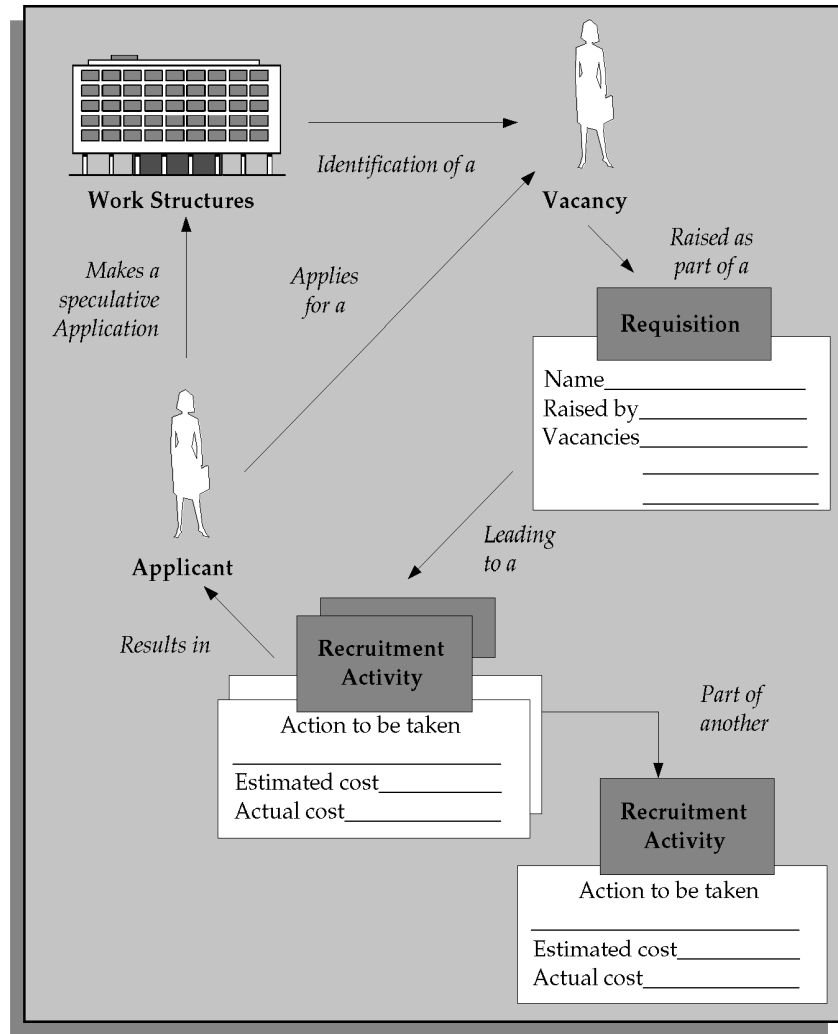 Identification of a
Work Structures
Vacancy
Makes a
speculative
Application
Applies
for a
Raised as
part of a
Requisition
Name
Raised by
Vacancies
Applicant
Leading
to a
Results in
Recruitment
Activity
Action to be taken
Estimated cost
Actual cost
Part of
another
Recruitment
Activity
Action to be taken
Estimated cost
Actual cost